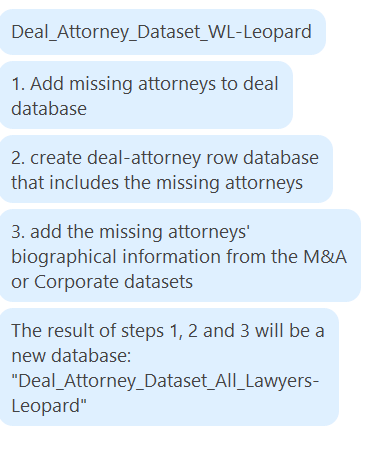 Deal_Attorney_Dataset_WL-Leopard
1. Add missing attorneys to deal
database
2. create deal-attorney row database
that includes the missing attorneys
3. add the missing attorneys'
biographical information from the M&A
or Corporate datasets
The result of steps 1, 2 and 3 will be a
new database:
"Deal_Attorney_Dataset_All_Lawyers-
Leopard"